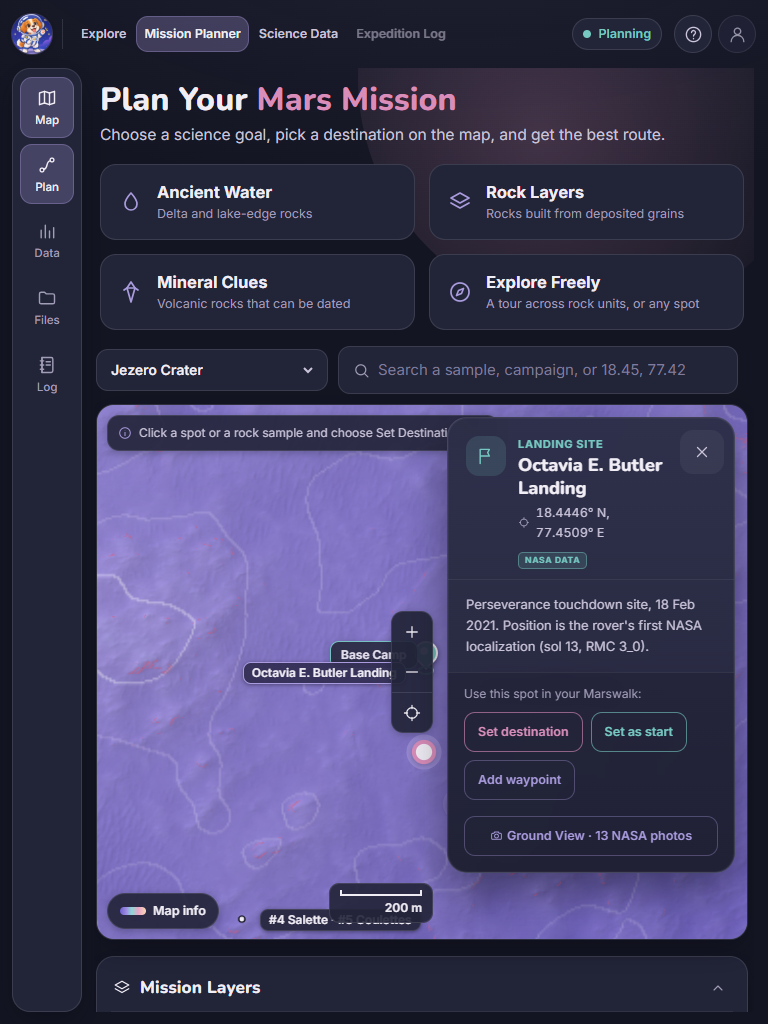 Explore Mission Planner Science Data Expedition Log Planning
Map
Plan
Data
Files
Log
Plan Your Mars Mission
Choose a science goal, pick a destination on the map, and get the best route.
Ancient Water
Delta and lake-edge rocks
Rock Layers
Rocks built from deposited grains
Mineral Clues
Volcanic rocks that can be dated
Explore Freely
A tour across rock units, or any spot
Jezero Crater
Search a sample, campaign, or 18.45, 77.42
Click a spot or a rock sample and choose Set Destinati
LANDING SITE
Octavia E. Butler
Landing
18.4446° N,
77.4509° E
NASA DATA
Perseverance touchdown site, 18 Feb
2021. Position is the rover's first NASA
localization (sol 13, RMC 3_0).
Use this spot in your Marswalk:
Set destination
Set as start
Add waypoint
Ground View · 13 NASA photos
Base Camp
Octavia E. Butler Landing
200 m
#4 Salette · #5 Coulettes
Map info
Mission Layers